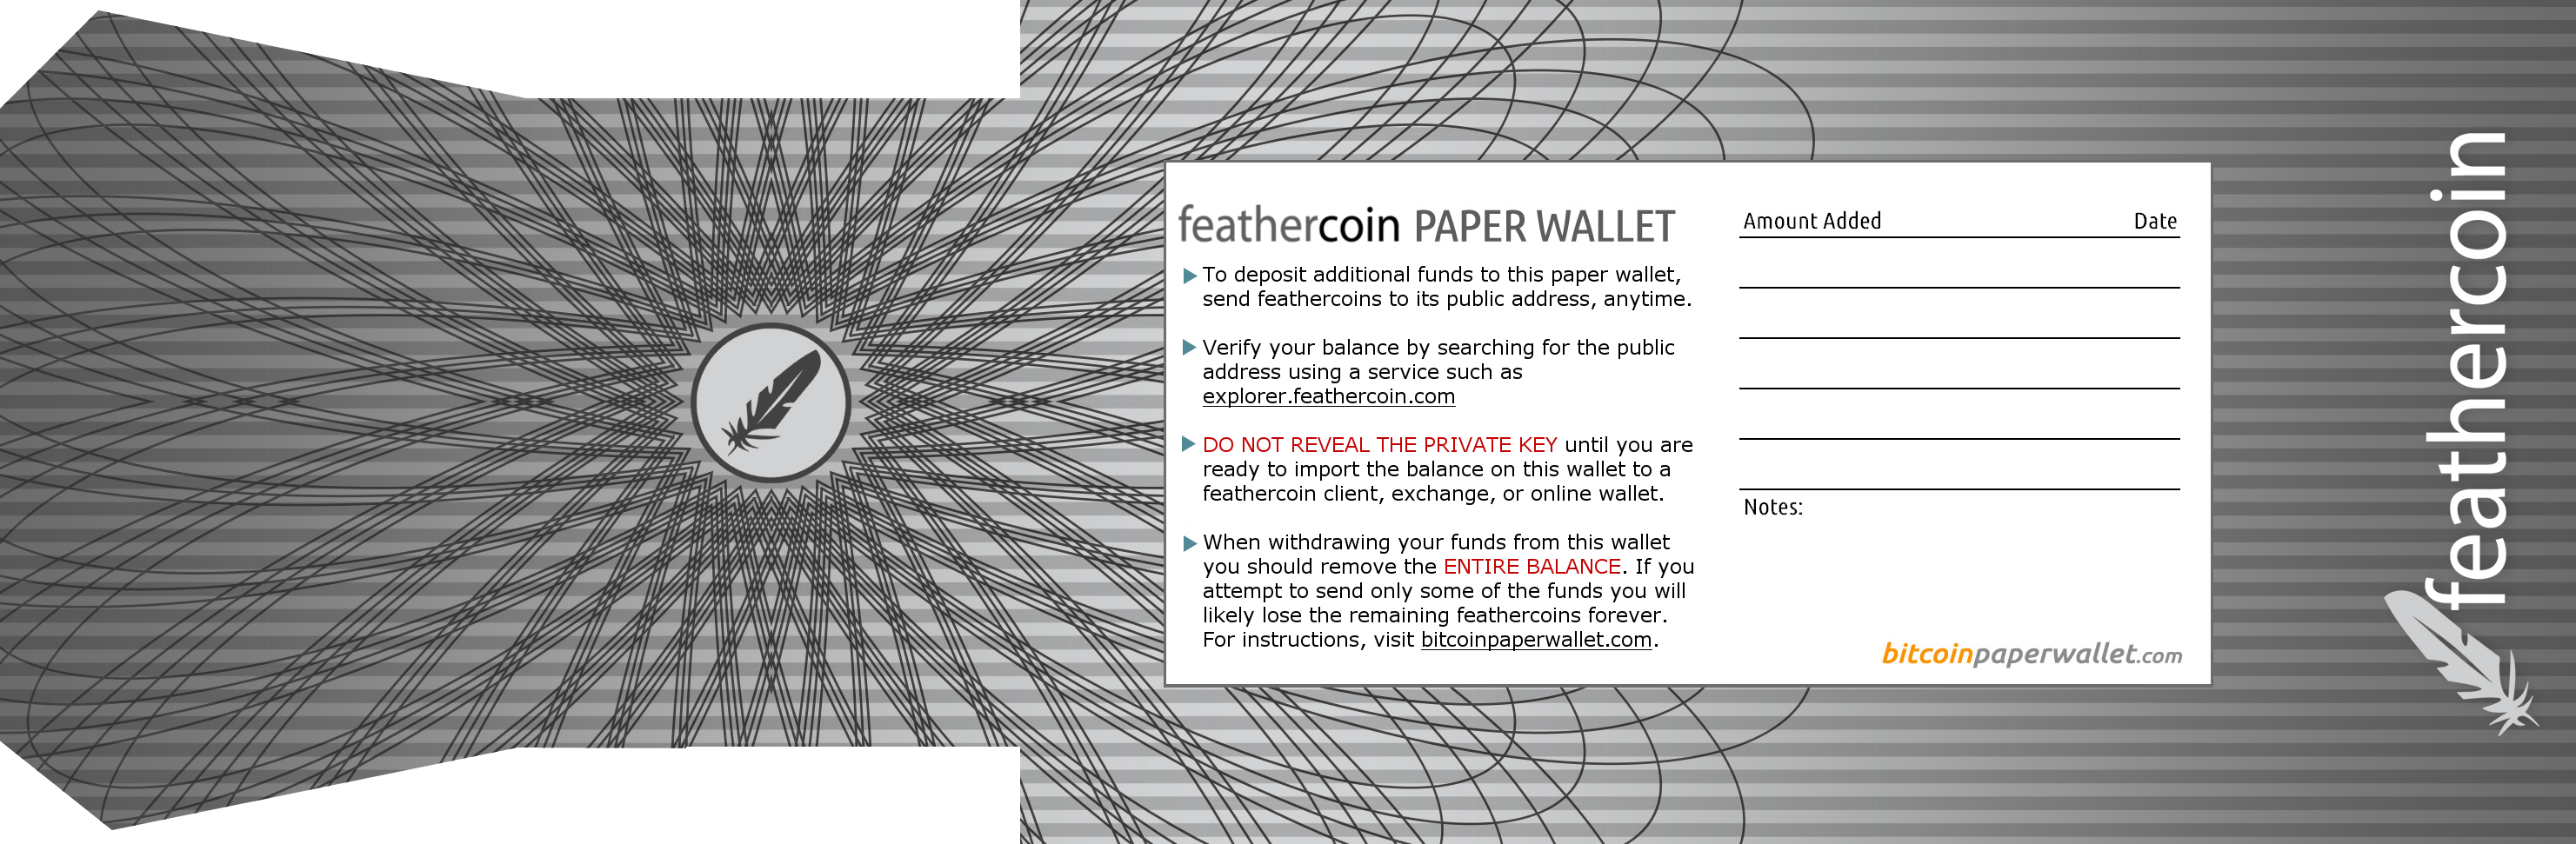 feathercoin PAPER WALLET
To deposit additional funds to this paper wallet,
send feathercoins to its public address, anytime.
Verify your balance by searching for the public
address using a service such as
explorer.feathercoin.com
DO NOT REVEAL THE PRIVATE KEY until you are
ready to import the balance on this wallet to a
feathercoin client, exchange, or online wallet.
When withdrawing your funds from this wallet
you should remove the ENTIRE BALANCE. If you
attempt to send only some of the funds you will
likely lose the remaining feathercoins forever.
For instructions, visit bitcoinpaperwallet.com.
Amount Added Date
Notes:
bitcoinpaperwallet.com
feathercoin